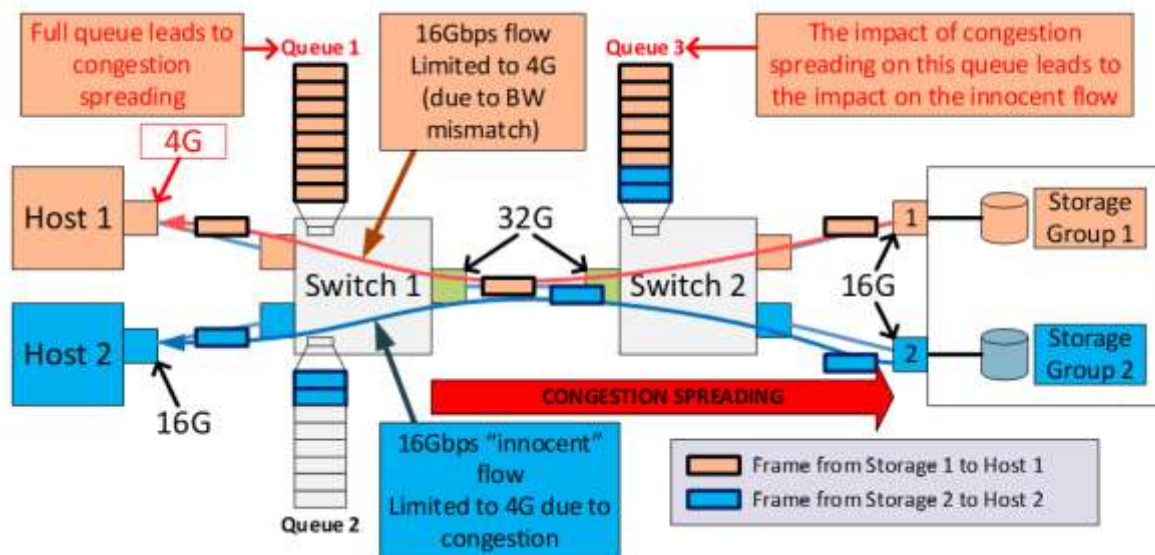 Full queue leads to
congestion
spreading
Queue 1
16Gbps flow
Limited to 4G
(due to BW
mismatch)
Queue 3
The impact of congestion
spreading on this queue leads to
the impact on the innocent flow
4G
Host 1
32G
1
Storage
Group 1
Switch 1
Switch 2
16G
Host 2
2
Storage
Group 2
16G
CONGESTION SPREADING
16Gbps “innocent”
flow
Limited to 4G due to
congestion
Queue 2
Frame from Storage 1 to Host 1
Frame from Storage 2 to Host 2